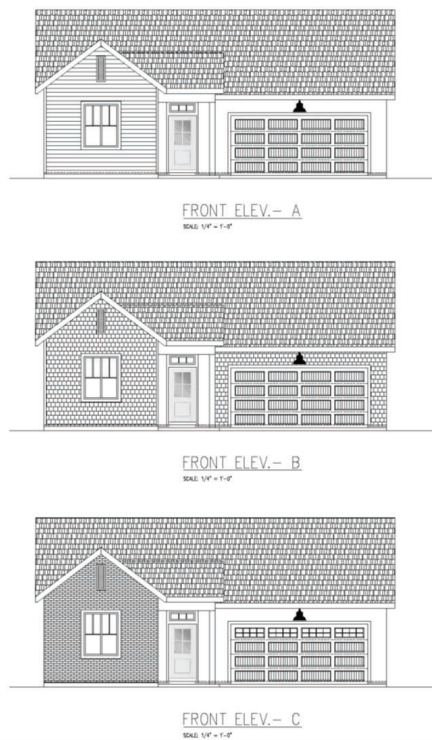 FRONT ELEV.- A
SCALE: 1/4" = 1'-0"
FRONT ELEV.- B
SCALE: 1/4" = 1'-0"
FRONT ELEV.- C
SCALE: 1/4" = 1'-0"